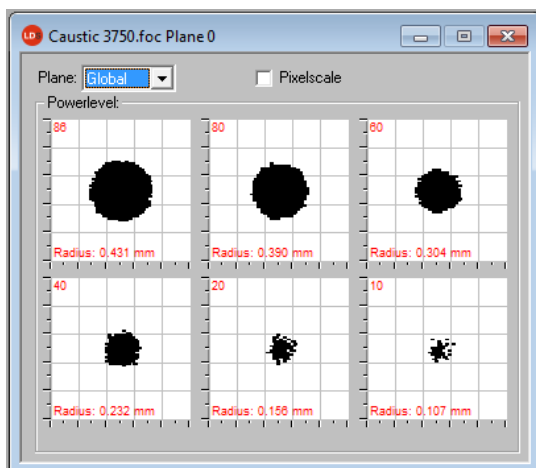 LD
Caustic 3750.foc Plane 0
Plane: Global Pixelscale
Powerlevel:
86 80 60
Radius: 0,431 mm Radius: 0,390 mm Radius: 0,304 mm
40 20 10
Radius: 0,232 mm Radius: 0,156 mm Radius: 0,107 mm